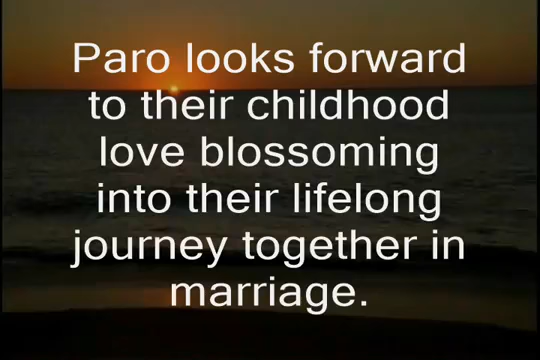 Paro looks forward
to their childhood
love blossoming
into their lifelong
journey together in
marriage.